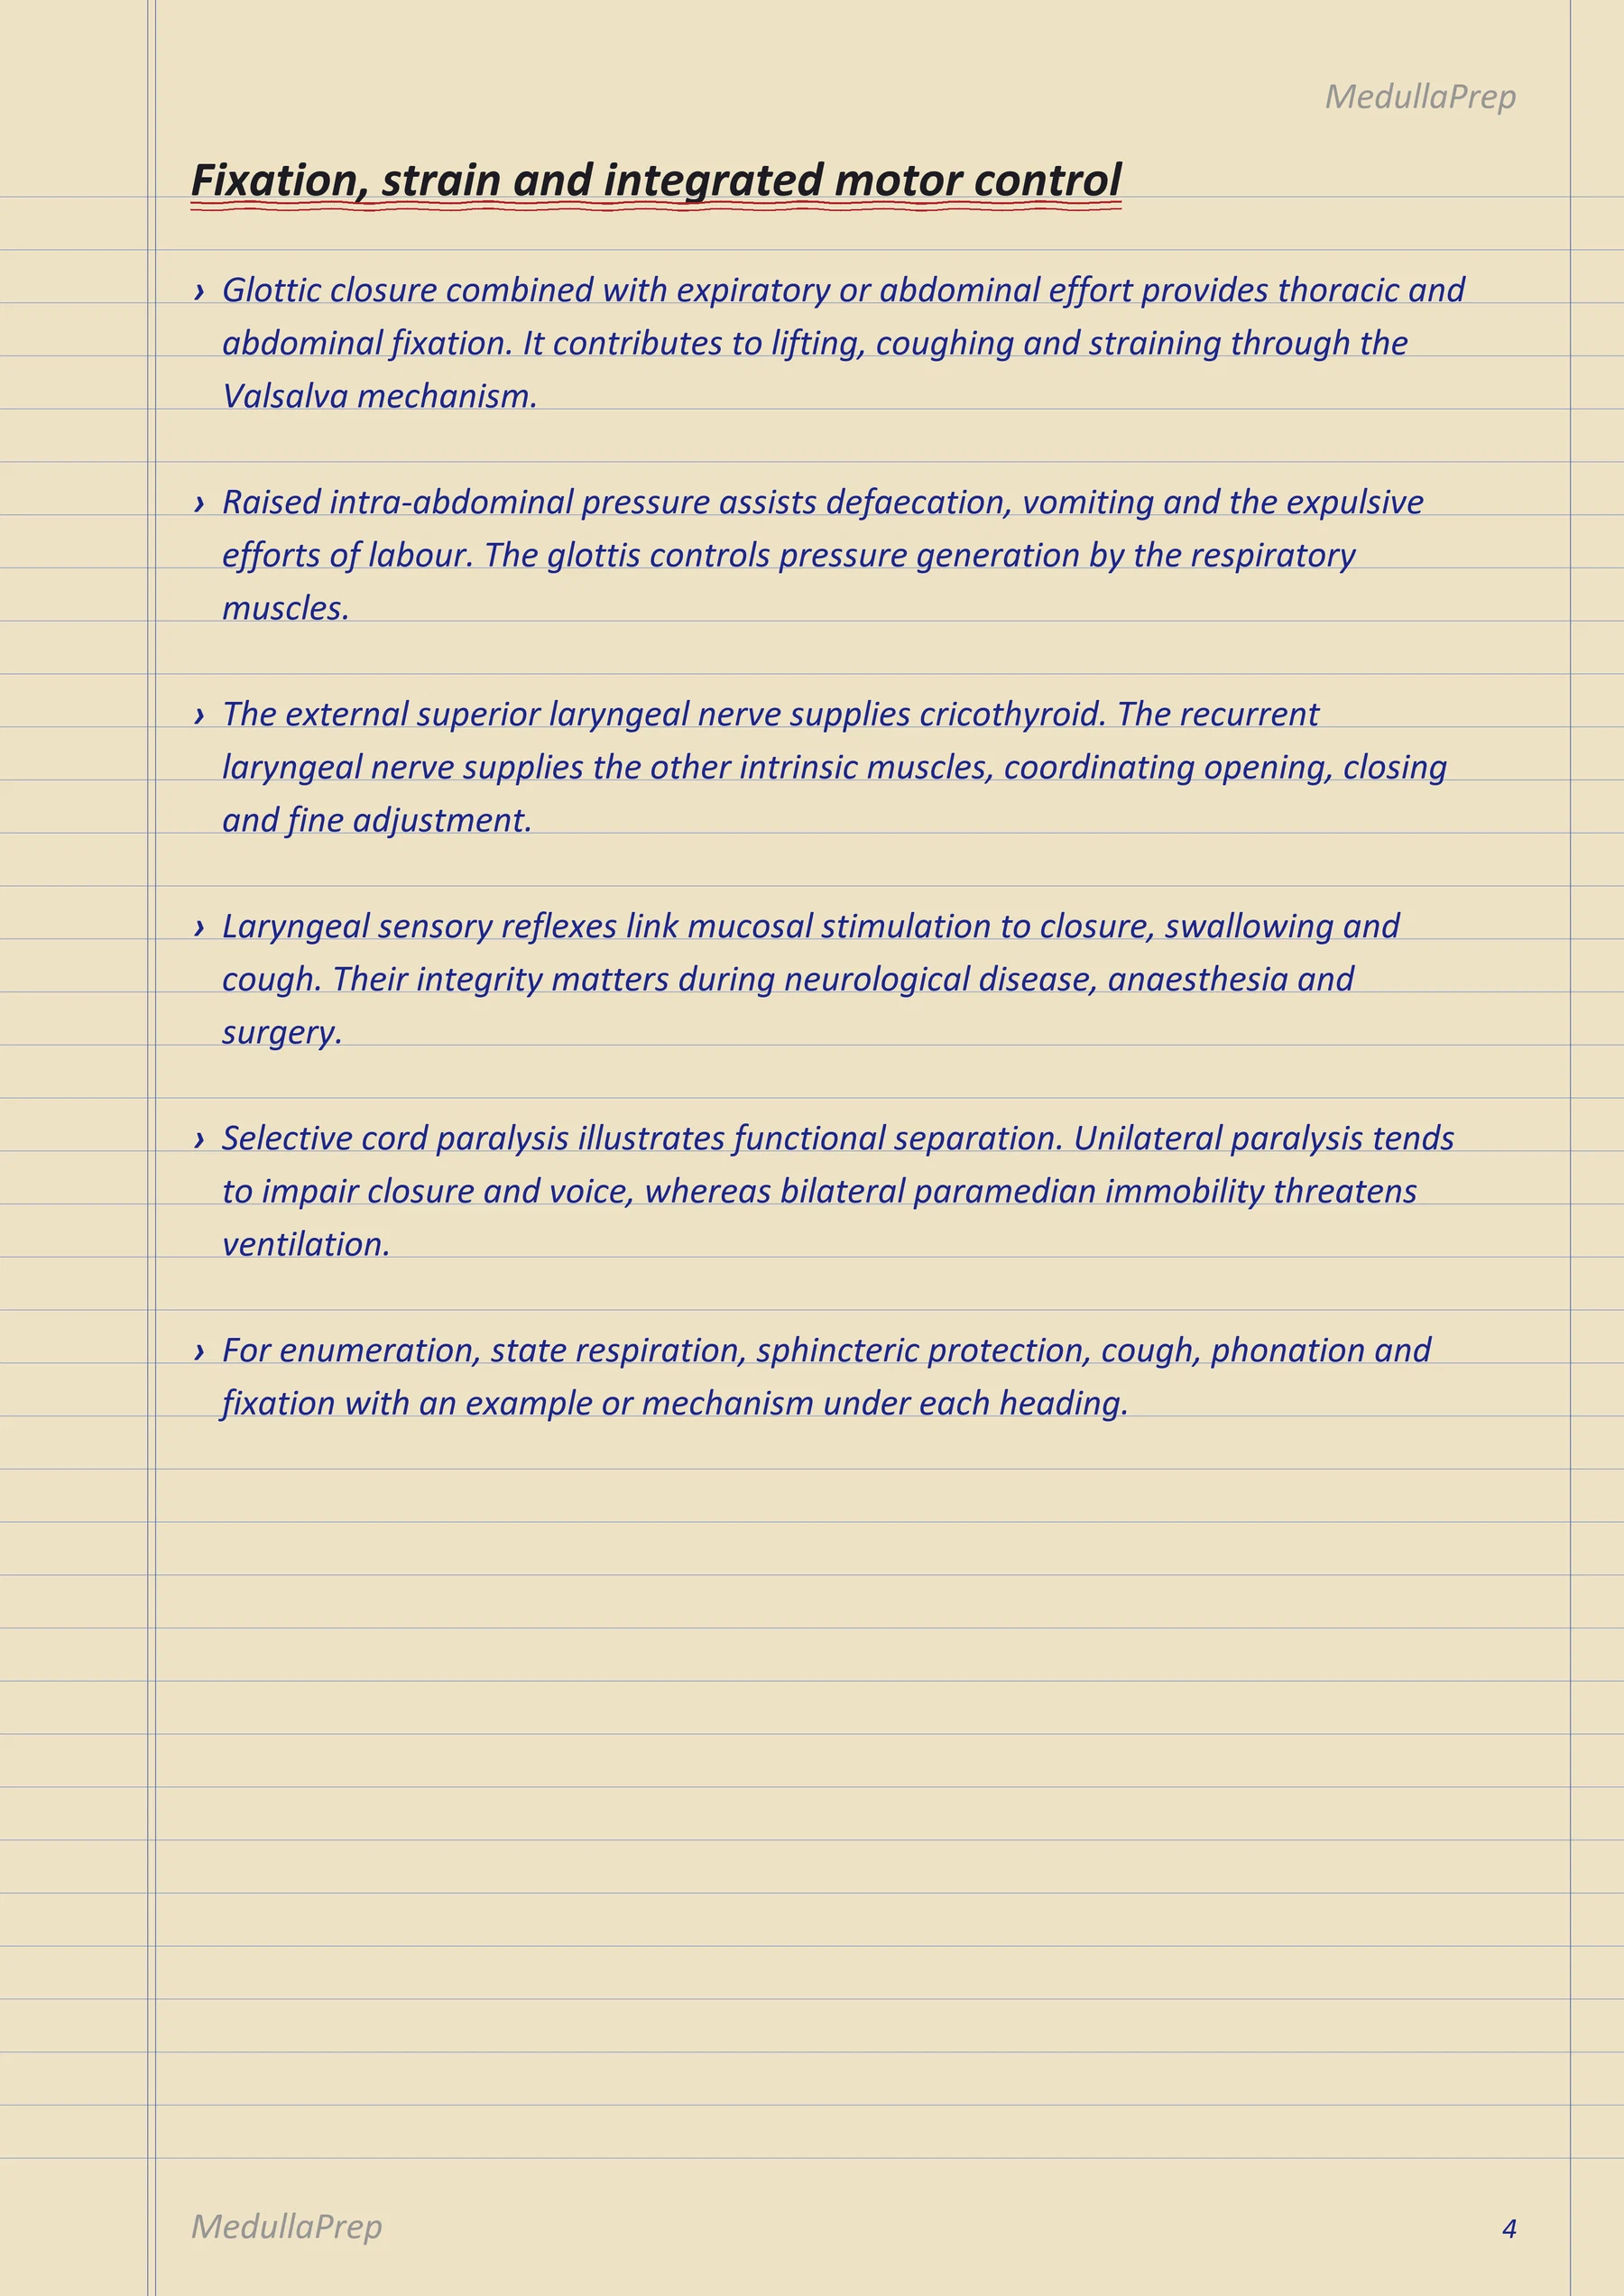 MedullaPrep
Fixation, strain and integrated motor control
› Glottic closure combined with expiratory or abdominal effort provides thoracic and
abdominal fixation. It contributes to lifting, coughing and straining through the
Valsalva mechanism.
› Raised intra-abdominal pressure assists defaecation, vomiting and the expulsive
efforts of labour. The glottis controls pressure generation by the respiratory
muscles.
› The external superior laryngeal nerve supplies cricothyroid. The recurrent
laryngeal nerve supplies the other intrinsic muscles, coordinating opening, closing
and fine adjustment.
› Laryngeal sensory reflexes link mucosal stimulation to closure, swallowing and
cough. Their integrity matters during neurological disease, anaesthesia and
surgery.
› Selective cord paralysis illustrates functional separation. Unilateral paralysis tends
to impair closure and voice, whereas bilateral paramedian immobility threatens
ventilation.
› For enumeration, state respiration, sphincteric protection, cough, phonation and
fixation with an example or mechanism under each heading.
MedullaPrep
4